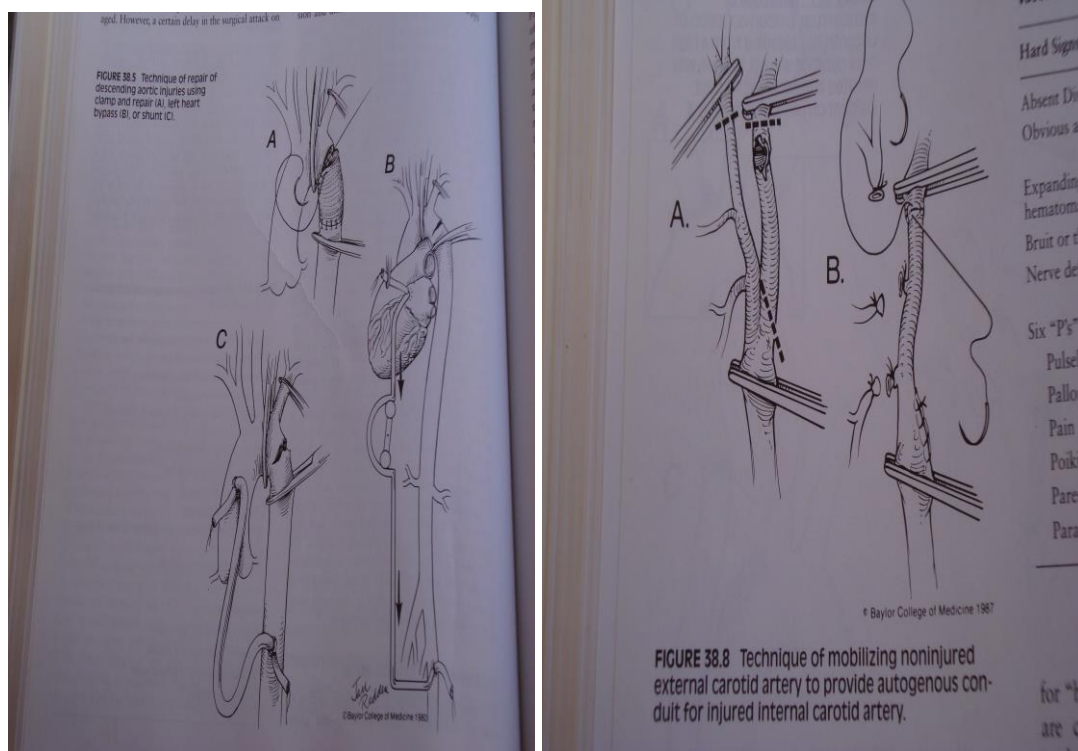 aged. However, a certain delay in the surgical attack on
sion and
FIGURE 38.5 Technique of repair of
descending aortic injuries using
clamp and repair (A), left heart
bypass (B), or shunt (C).
A
B
C
©Baylor College of Medicine 1980
A.
B.
© Baylor College of Medicine 1987
FIGURE 38.8 Technique of mobilizing noninjured
external carotid artery to provide autogenous con-
duit for injured internal carotid artery.
Hard Signs
Absent Di
Obvious a
Expandin
hematom
Bruit or t
Nerve de
Six "P's"
Pulse
Pallo
Pain
Poik
Pare
Para
for "h
are c